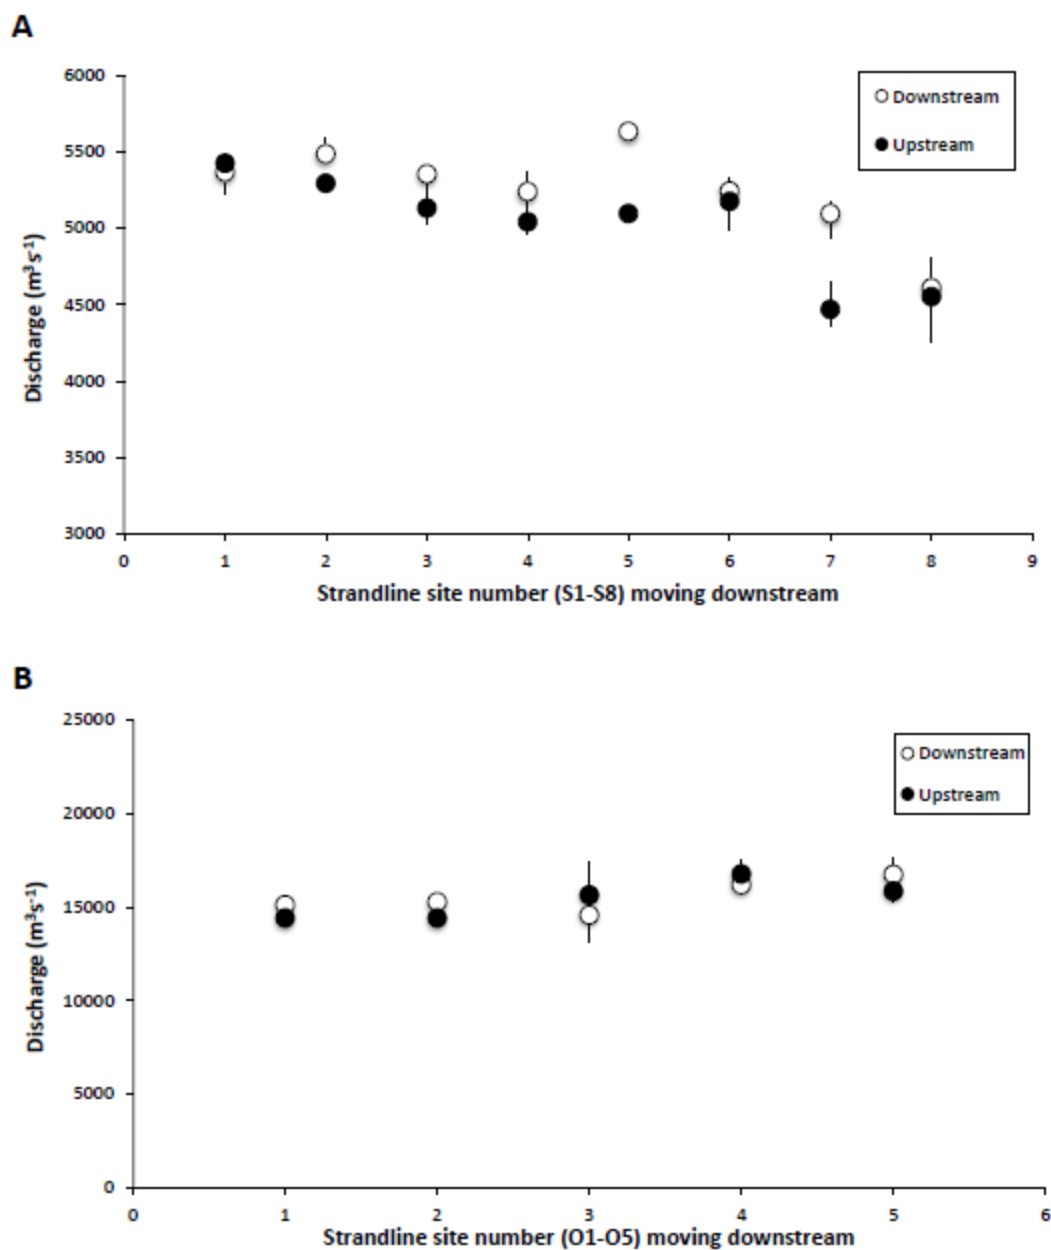 A
6000
5500
5000
4500
4000
3500
3000
Discharge (m³s⁻¹)
Downstream
Upstream
0 1 2 3 4 5 6 7 8 9
Strandline site number (S1-S8) moving downstream
B
25000
20000
15000
10000
5000
0
Discharge (m³s⁻¹)
Downstream
Upstream
0 1 2 3 4 5 6
Strandline site number (O1-O5) moving downstream